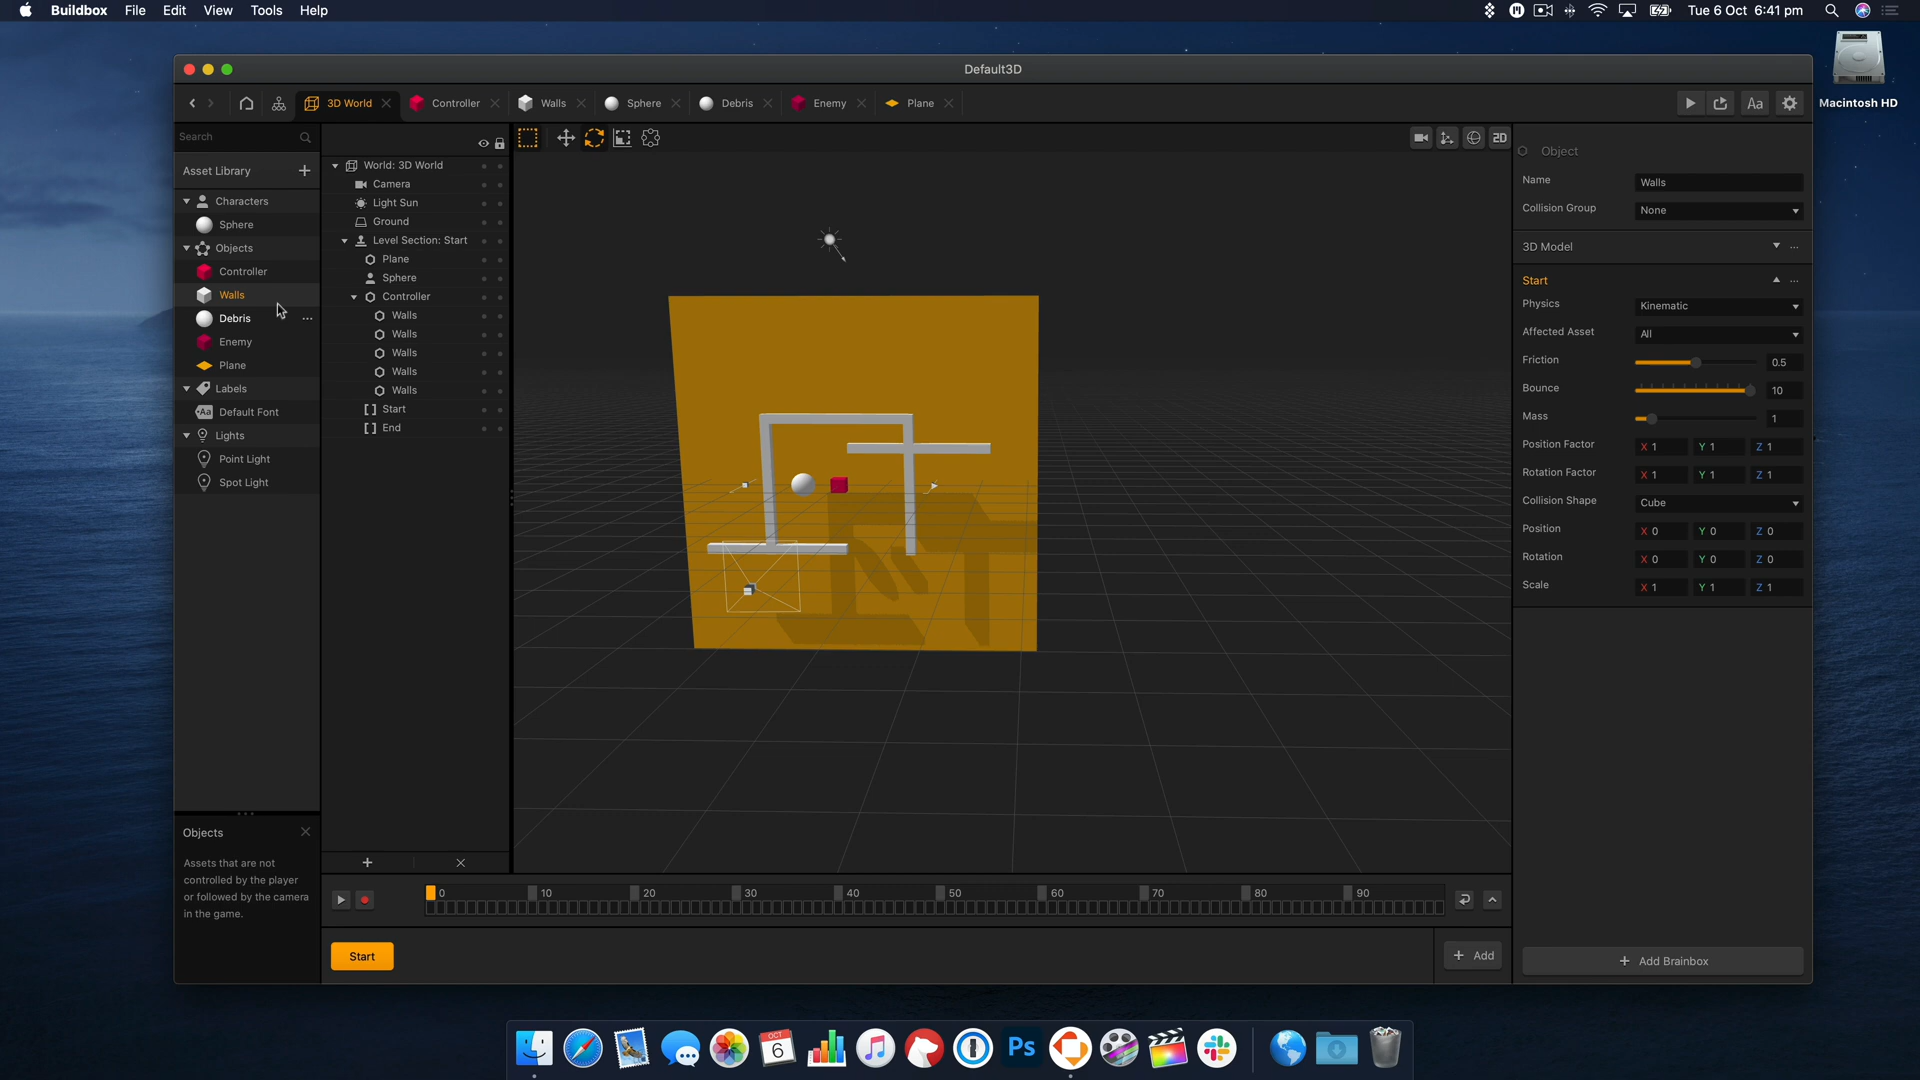 Buildbox File Edit View Tools Help
Tue 6 Oct 6:41 pm
Macintosh HD
Default3D
3D World Controller Walls Sphere Debris Enemy Plane
Aa
Search
Asset Library
Characters
Sphere
Objects
Controller
Walls
Debris
Enemy
Plane
Labels
Aa Default Font
Lights
Point Light
Spot Light
Objects
Assets that are not
controlled by the player
or followed by the camera
in the game.
World: 3D World
Camera
Light Sun
Ground
Level Section: Start
Plane
Sphere
Controller
Walls
Walls
Walls
Walls
Walls
Start
End
2D
Object
Name Walls
Collision Group None
3D Model
Start
Physics Kinematic
Affected Asset All
Friction 0.5
Bounce 10
Mass 1
Position Factor X 1 Y 1 Z 1
Rotation Factor X 1 Y 1 Z 1
Collision Shape Cube
Position X 0 Y 0 Z 0
Rotation X 0 Y 0 Z 0
Scale X 1 Y 1 Z 1
Add Brainbox
0 10 20 30 40 50 60 70 80 90
Start
Add
OCT
6
Ps